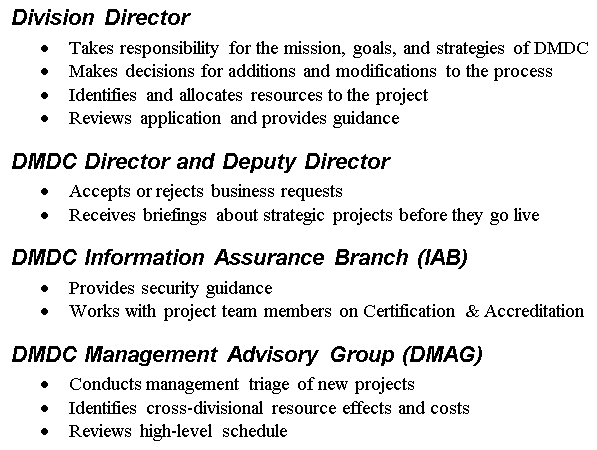 Division Director
• Takes responsibility for the mission, goals, and strategies of DMDC
• Makes decisions for additions and modifications to the process
• Identifies and allocates resources to the project
• Reviews application and provides guidance
DMDC Director and Deputy Director
• Accepts or rejects business requests
• Receives briefings about strategic projects before they go live
DMDC Information Assurance Branch (IAB)
• Provides security guidance
• Works with project team members on Certification & Accreditation
DMDC Management Advisory Group (DMAG)
• Conducts management triage of new projects
• Identifies cross-divisional resource effects and costs
• Reviews high-level schedule